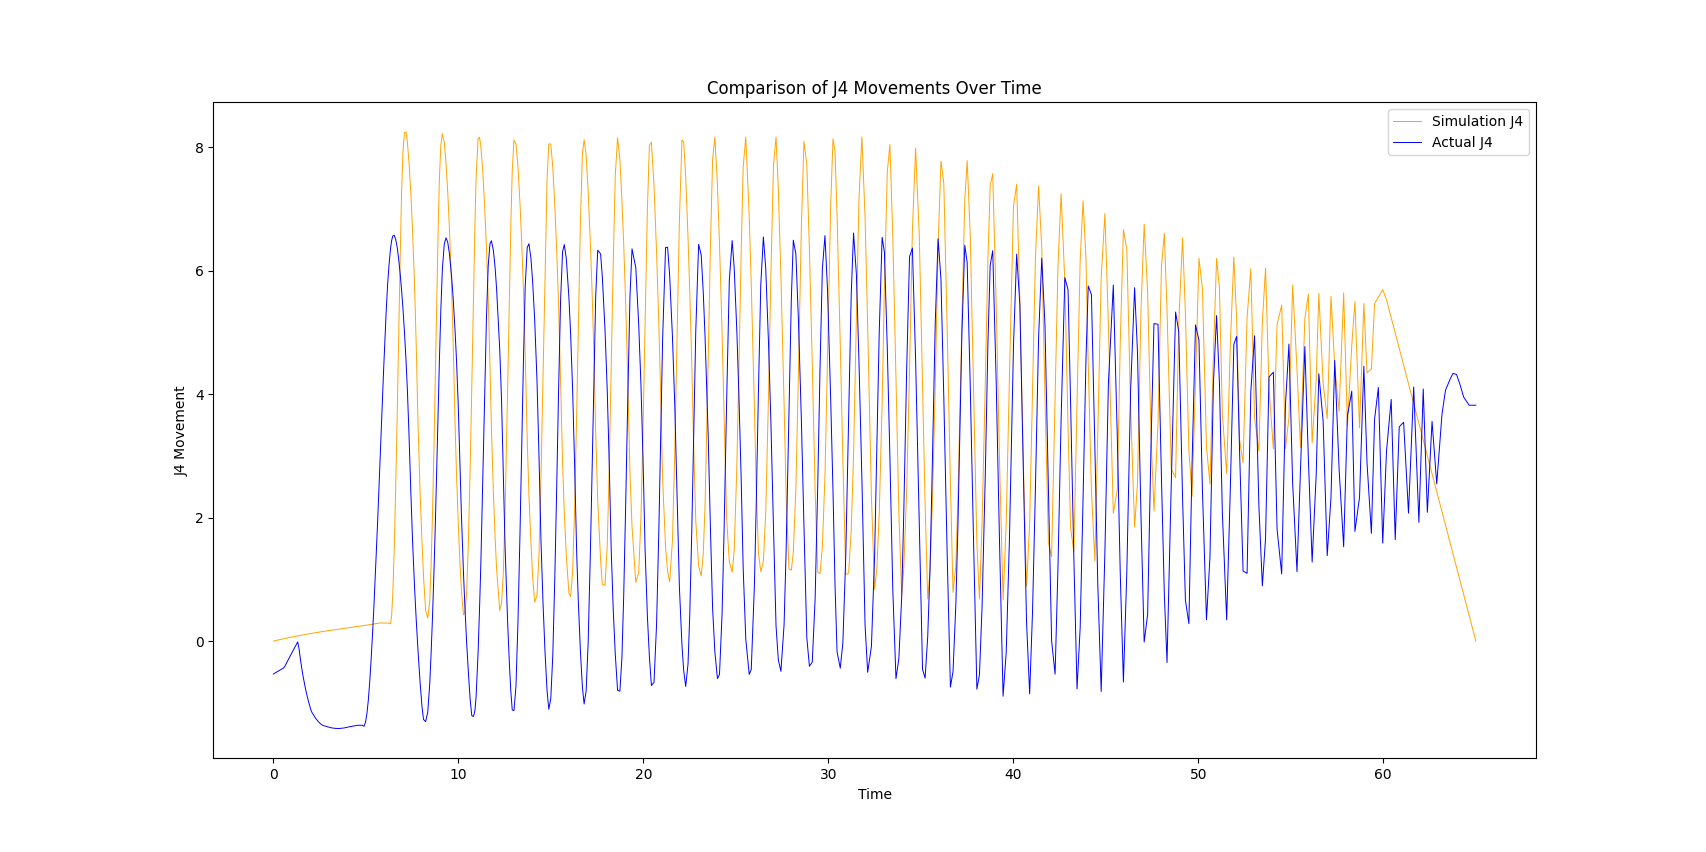 Comparison of J4 Movements Over Time
Simulation J4
Actual J4
8
6
4
2
0
J4 Movement
0 10 20 30 40 50 60
Time